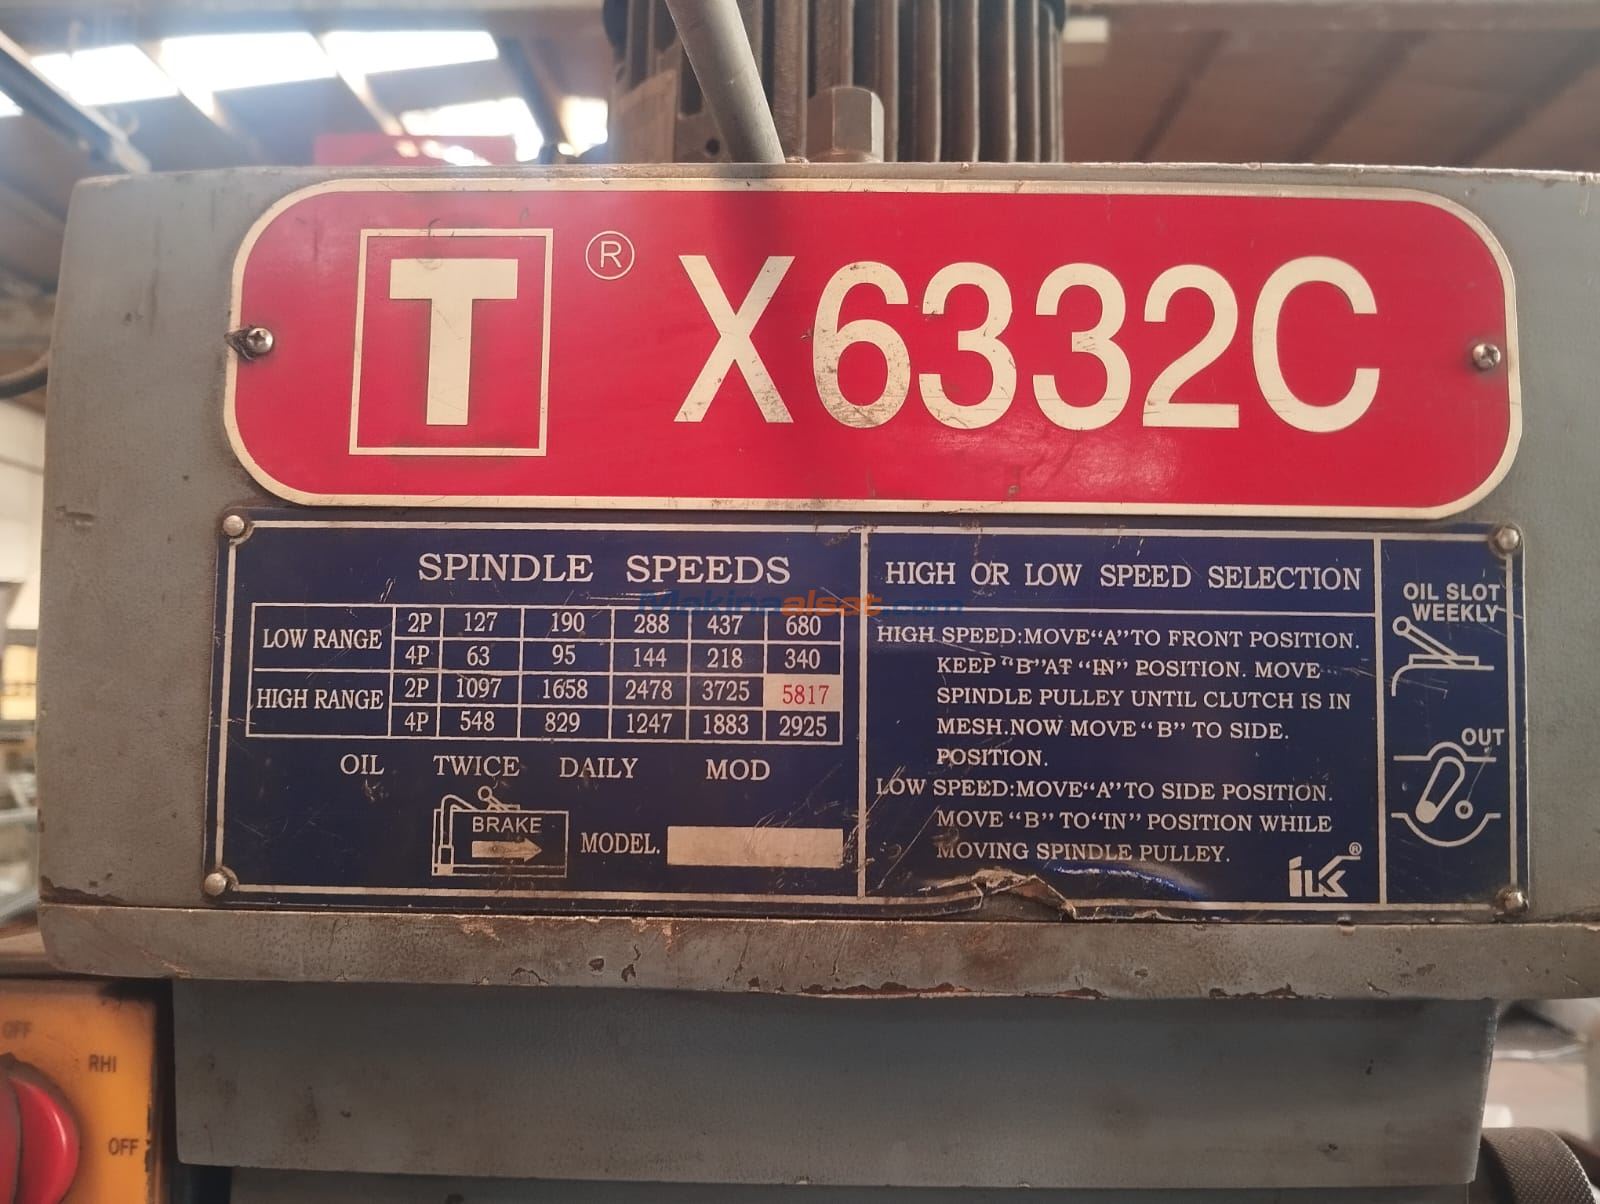 T ® X6332C
SPINDLE SPEEDS
LOW RANGE 2P 127 190 288 437 680
4P 63 95 144 218 340
HIGH RANGE 2P 1097 1658 2478 3725 5817
4P 548 829 1247 1883 2925
OIL TWICE DAILY MOD
BRAKE
MODEL.
HIGH OR LOW SPEED SELECTION
HIGH SPEED:MOVE“A”TO FRONT POSITION.
KEEP “B”AT “IN” POSITION. MOVE
SPINDLE PULLEY UNTIL CLUTCH IS IN
MESH.NOW MOVE “B” TO SIDE.
POSITION.
LOW SPEED:MOVE“A”TO SIDE POSITION.
MOVE “B” TO“IN” POSITION WHILE
MOVING SPINDLE PULLEY.
®
OIL SLOT
WEEKLY
OUT
Makinaalsat.com
OFF
RHI
OFF